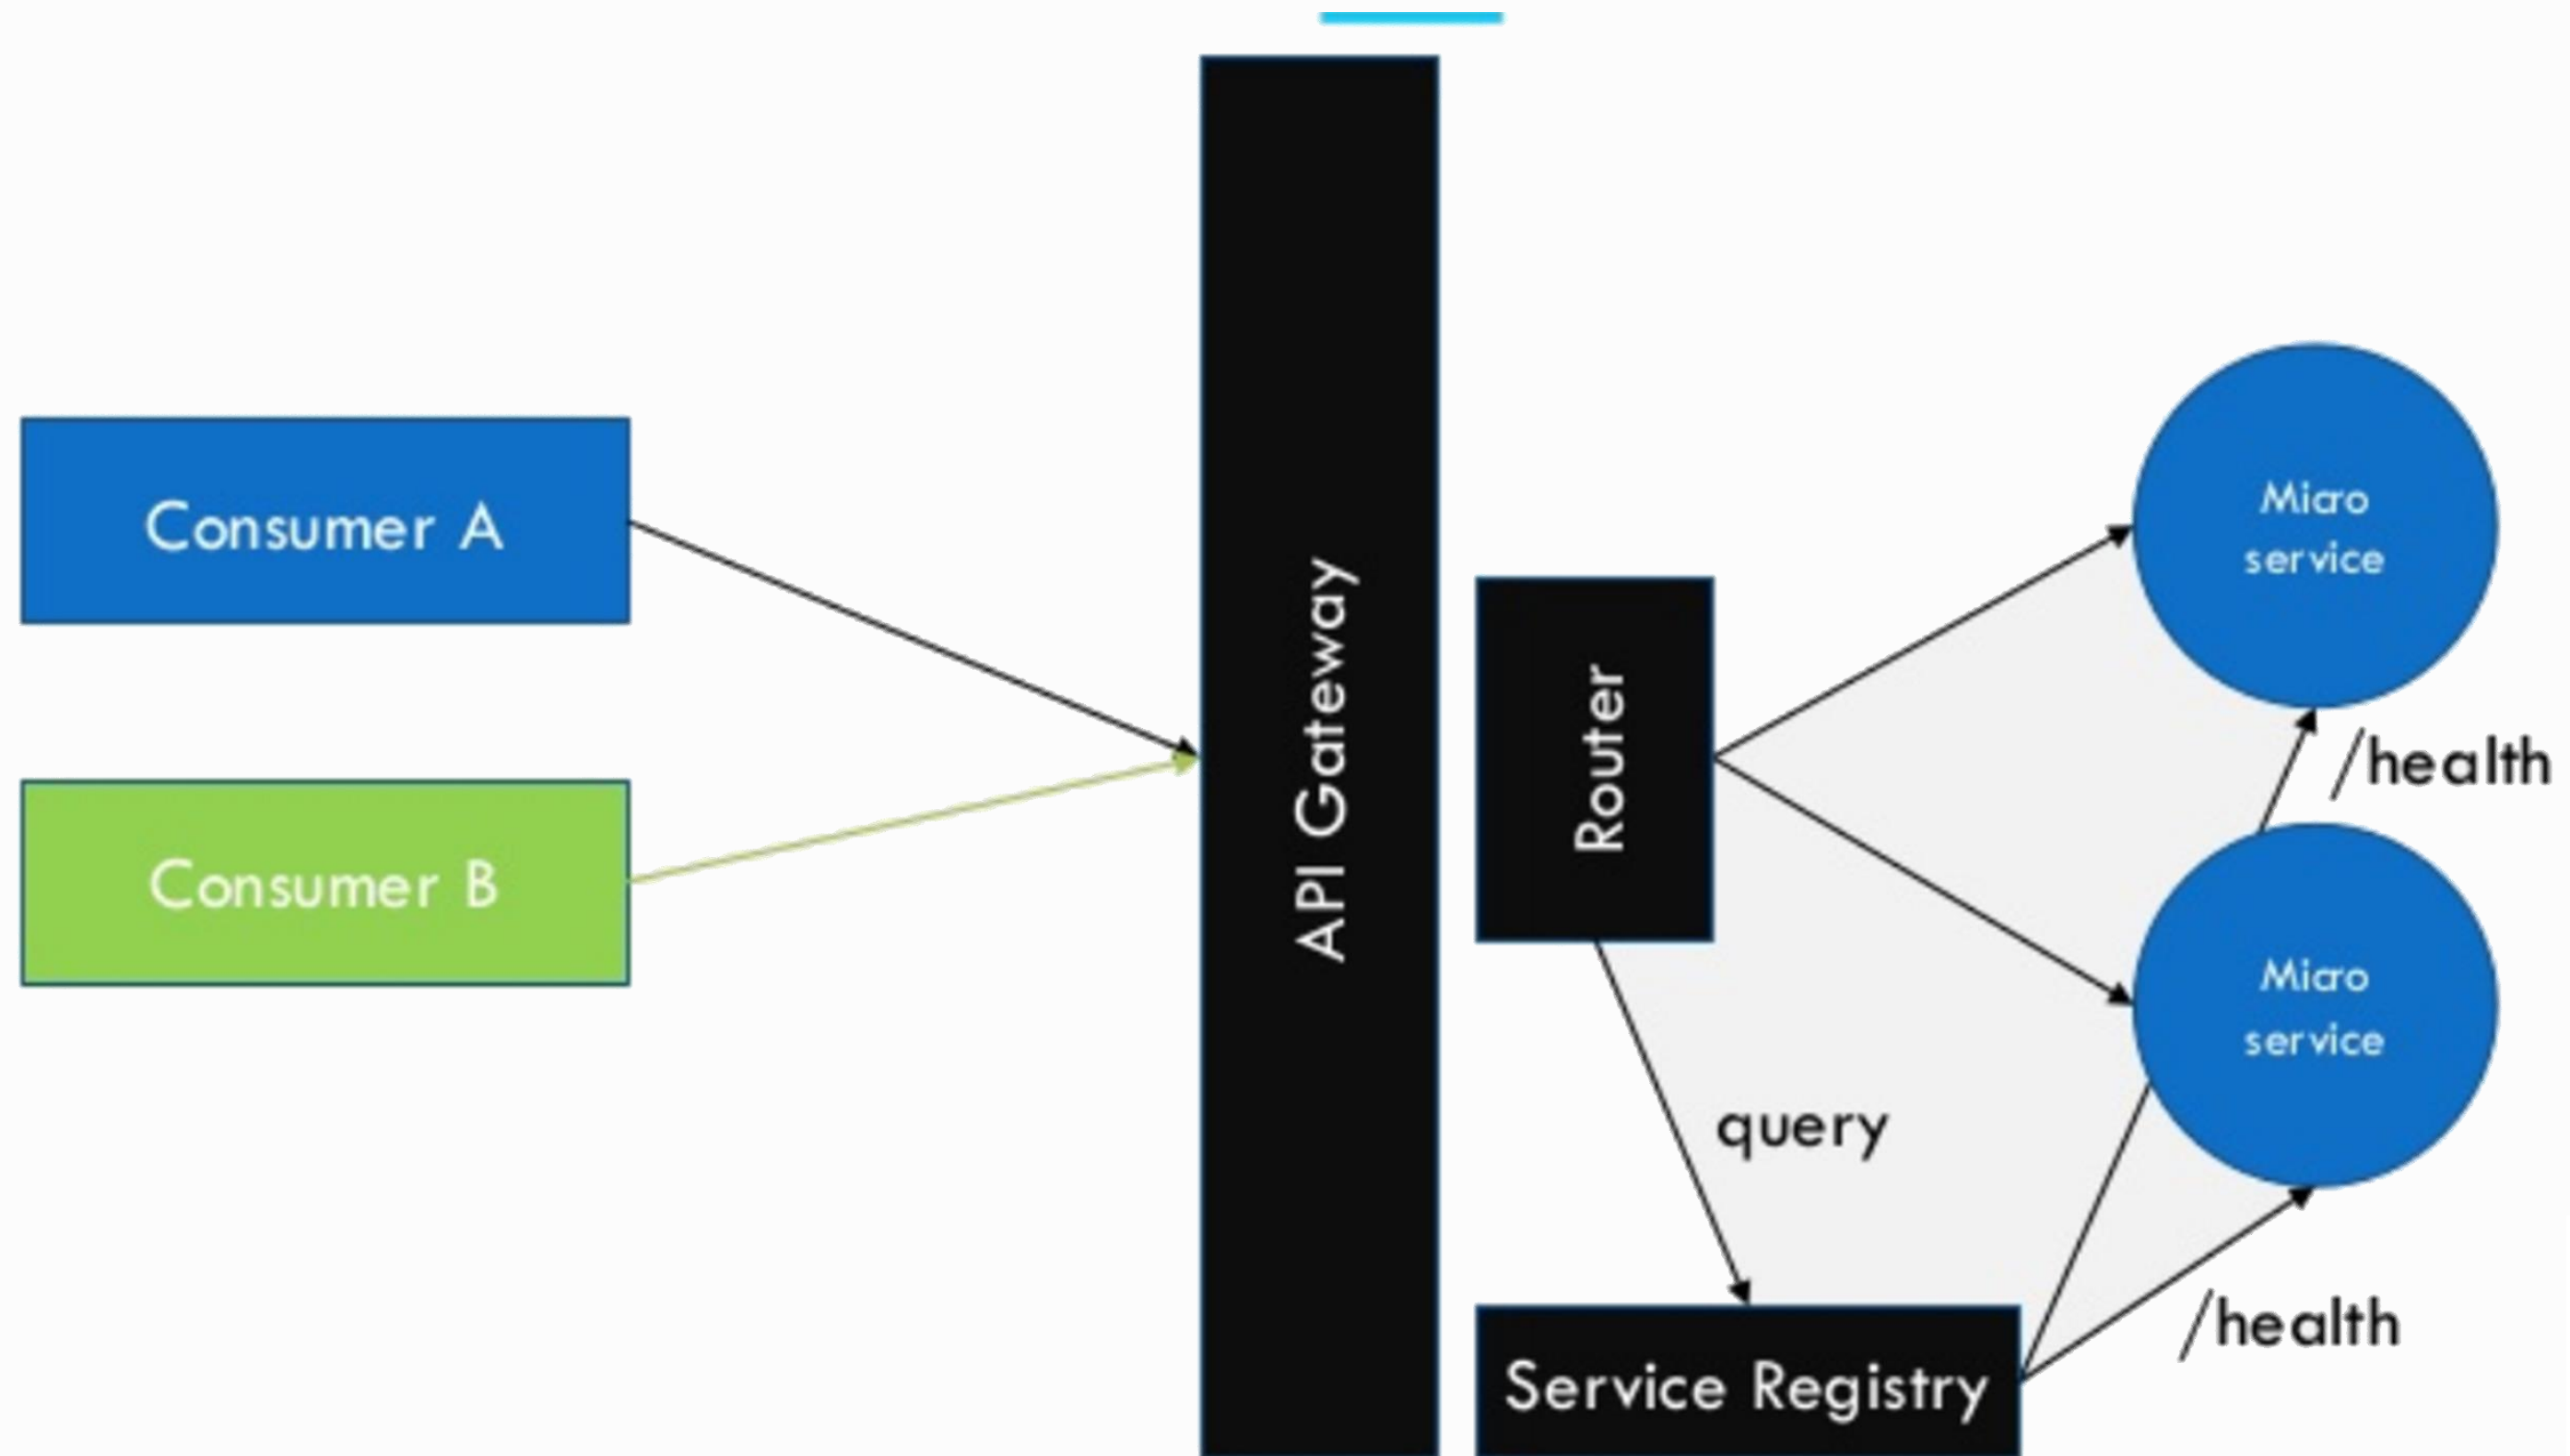 Consumer A
Consumer B
API Gateway
Router
Micro
service
/health
Micro
service
query
/health
Service Registry